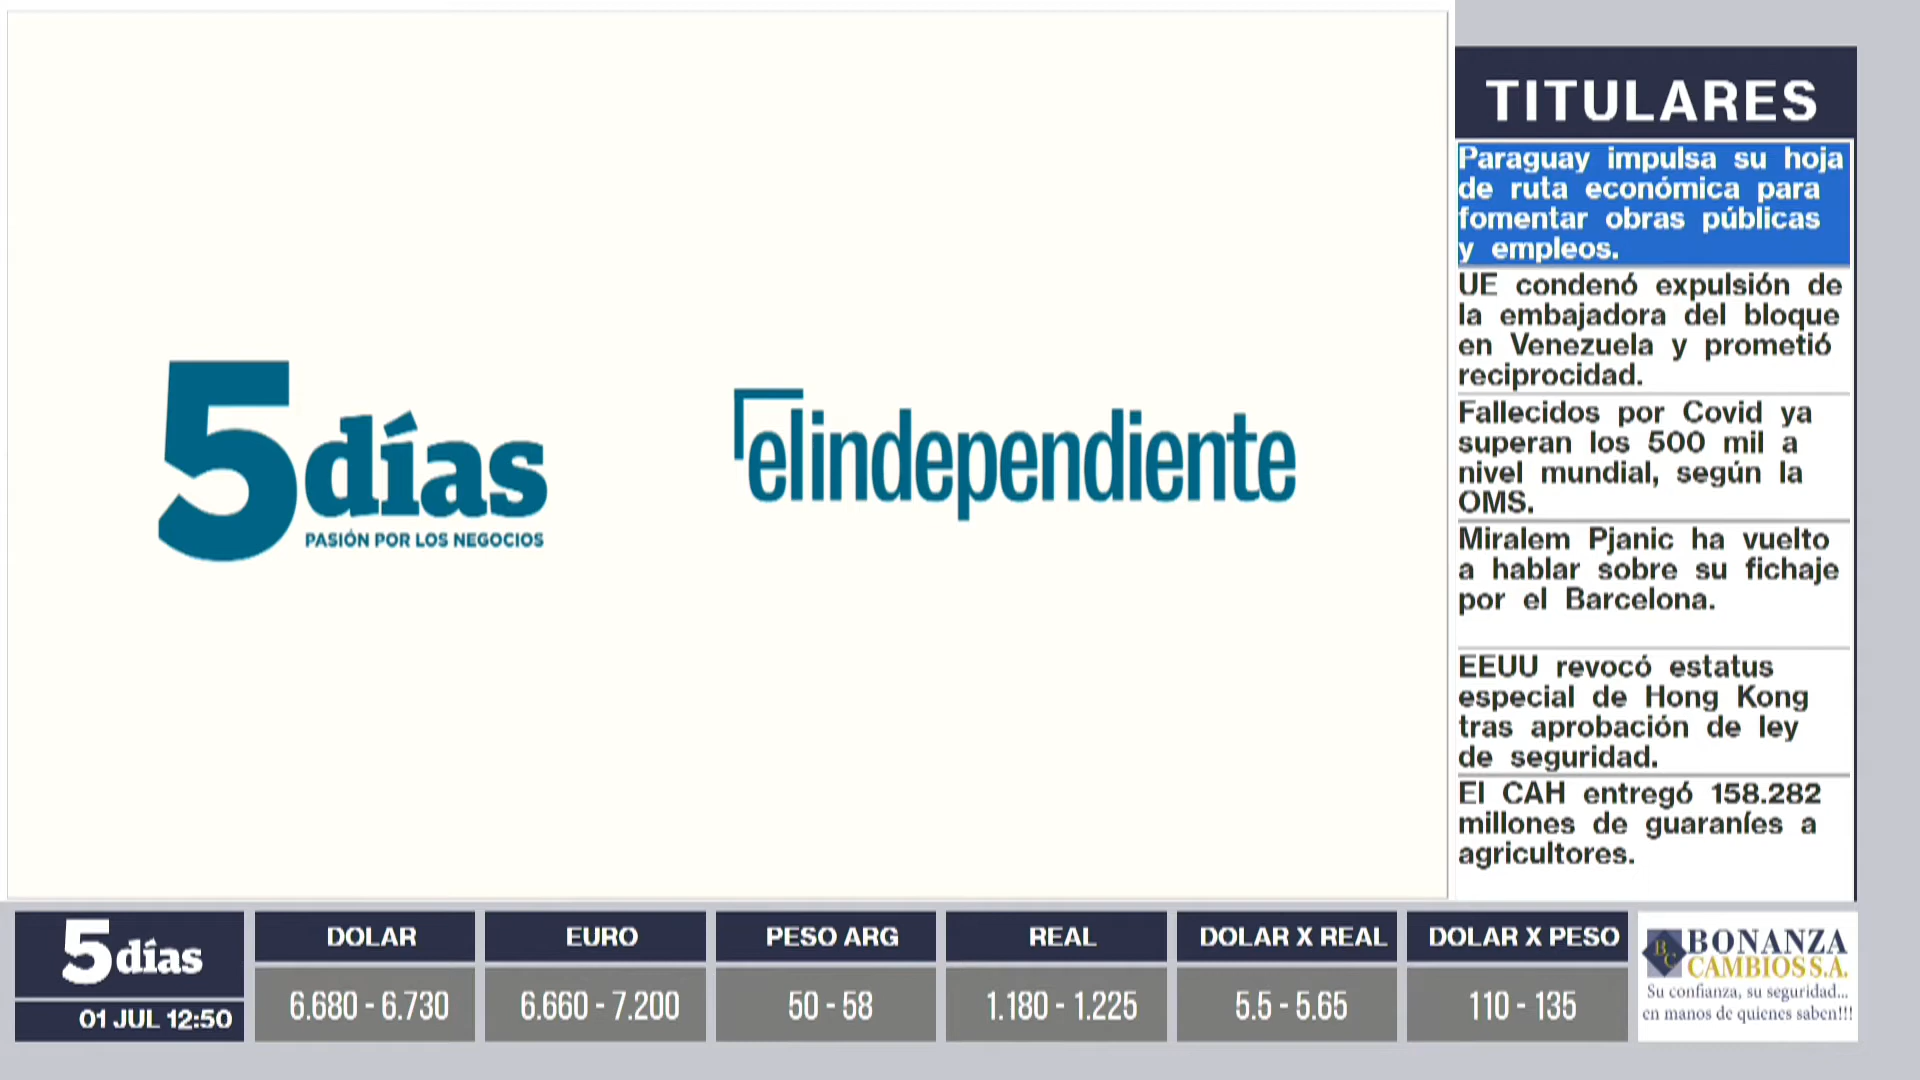 5días
PASIÓN POR LOS NEGOCIOS
elindependiente
TITULARES
Paraguay impulsa su hoja
de ruta económica para
fomentar obras públicas
y empleos.
UE condenó expulsión de
la embajadora del bloque
en Venezuela y prometió
reciprocidad.
Fallecidos por Covid ya
superan los 500 mil a
nivel mundial, según la
OMS.
Miralem Pjanic ha vuelto
a hablar sobre su fichaje
por el Barcelona.
EEUU revocó estatus
especial de Hong Kong
tras aprobación de ley
de seguridad.
El CAH entregó 158.282
millones de guaraníes a
agricultores.
5días
01 JUL 12:50
DOLAR
6.680 - 6.730
EURO
6.660 - 7.200
PESO ARG
50 - 58
REAL
1.180 - 1.225
DOLAR X REAL
5.5 - 5.65
DOLAR X PESO
110 - 135
BC
BONANZA
CAMBIOS S.A.
Su confianza, su seguridad...
en manos de quienes saben!!!